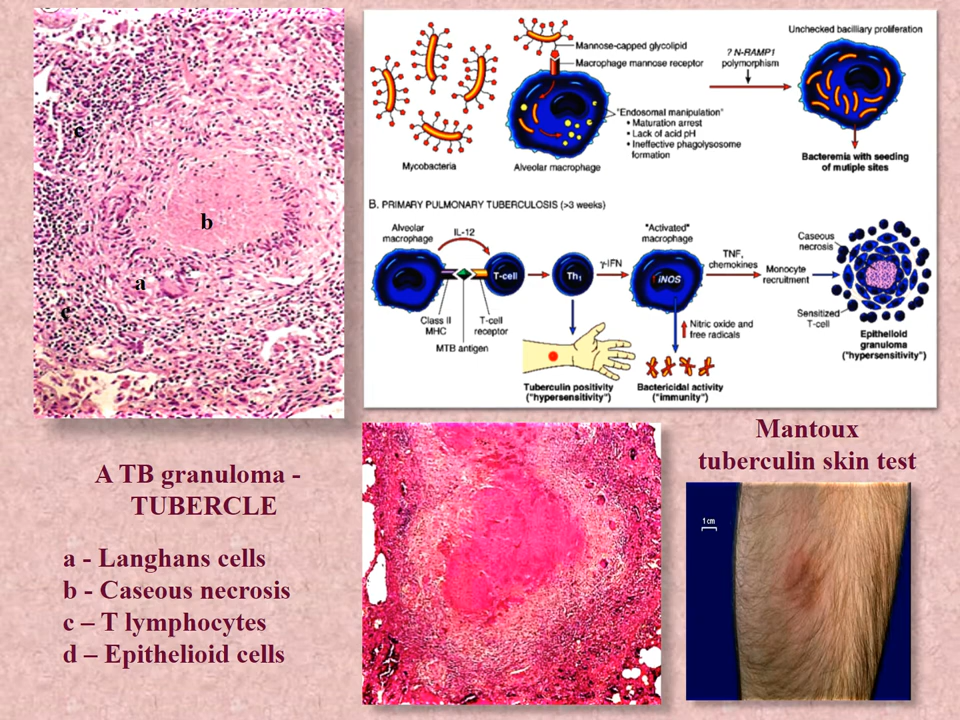 c
b
a
c
Mannose-capped glycolipid
Macrophage mannose receptor
"Endosomal manipulation"
• Maturation arrest
• Lack of acid pH
• Ineffective phagolysosome
formation
Mycobacteria
Alveolar macrophage
? N-RAMP1
polymorphism
Unchecked bacillary proliferation
Bacteremia with seeding
of mutiple sites
B. PRIMARY PULMONARY TUBERCULOSIS (>3 weeks)
Alveolar
macrophage
IL-12
T-cell
Class II
MHC
T-cell
receptor
MTB antigen
Th1
γ-IFN
"Activated"
macrophage
iNOS
TNF,
chemokines
Monocyte
recruitment
Nitric oxide and
free radicals
Tuberculin positivity
("hypersensitivity")
Bactericidal activity
("immunity")
Caseous
necrosis
Sensitized
T-cell
Epithelioid
granuloma
("hypersensitivity")
A TB granuloma -
TUBERCLE
a - Langhans cells
b - Caseous necrosis
c – T lymphocytes
d – Epithelioid cells
Mantoux
tuberculin skin test
1 cm